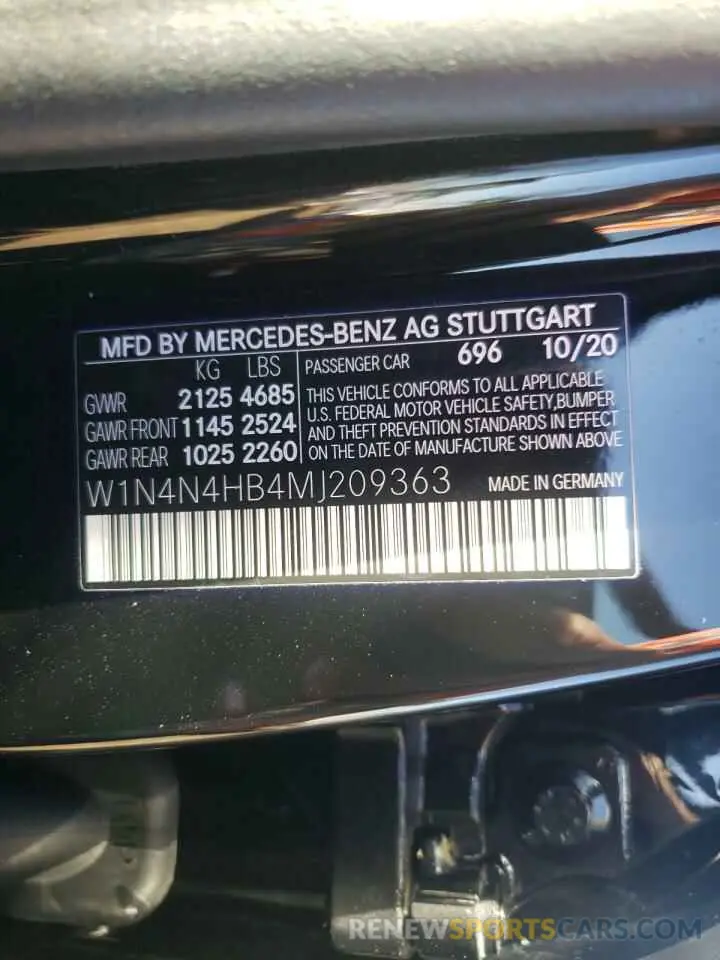 MFD BY MERCEDES-BENZ AG STUTTGART
KG LBS PASSENGER CAR 696 10/20
GVWR 2125 4685
GAWR FRONT 1145 2524
GAWR REAR 1025 2260
THIS VEHICLE CONFORMS TO ALL APPLICABLE
U.S. FEDERAL MOTOR VEHICLE SAFETY,BUMPER
AND THEFT PREVENTION STANDARDS IN EFFECT
ON THE DATE OF MANUFACTURE SHOWN ABOVE
W1N4N4HB4MJ209363 MADE IN GERMANY
RENEWSPORTSCARS.COM